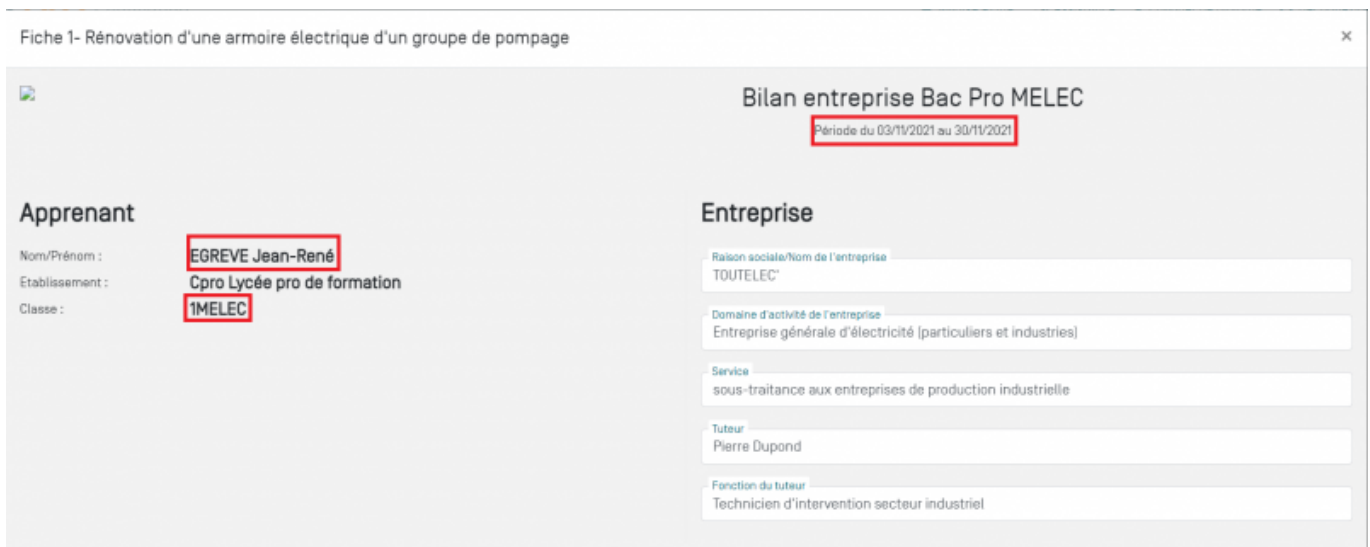 Fiche 1- Rénovation d'une armoire électrique d'un groupe de pompage ×
Bilan entreprise Bac Pro MELEC
Période du 03/11/2021 au 30/11/2021
Apprenant
Nom/Prénom : EGREVE Jean-René
Etablissement : Cpro Lycée pro de formation
Classe : 1MELEC
Entreprise
Raison sociale/Nom de l'entreprise
TOUTELEC'
Domaine d'activité de l'entreprise
Entreprise générale d'électricité (particuliers et industries)
Service
sous-traitance aux entreprises de production industrielle
Tuteur
Pierre Dupond
Fonction du tuteur
Technicien d'intervention secteur industriel